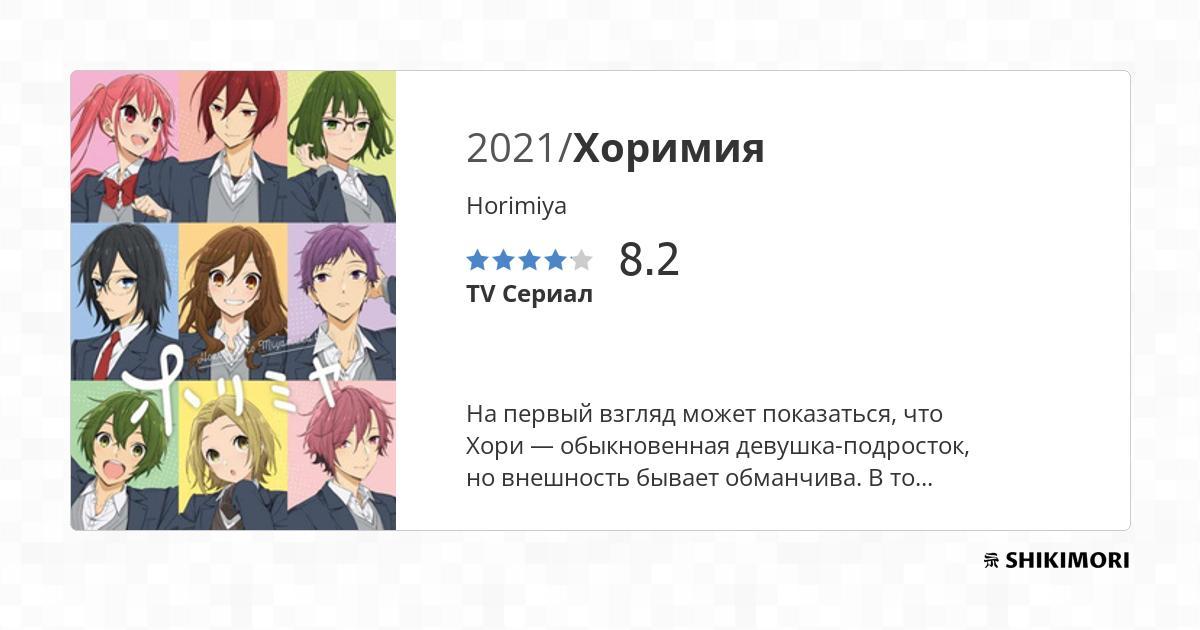 2021/Хоримия
Horimiya
8.2
TV Сериал
На первый взгляд может показаться, что
Хори — обыкновенная девушка-подросток,
но внешность бывает обманчива. В то...
ホリミヤ
SHIKIMORI